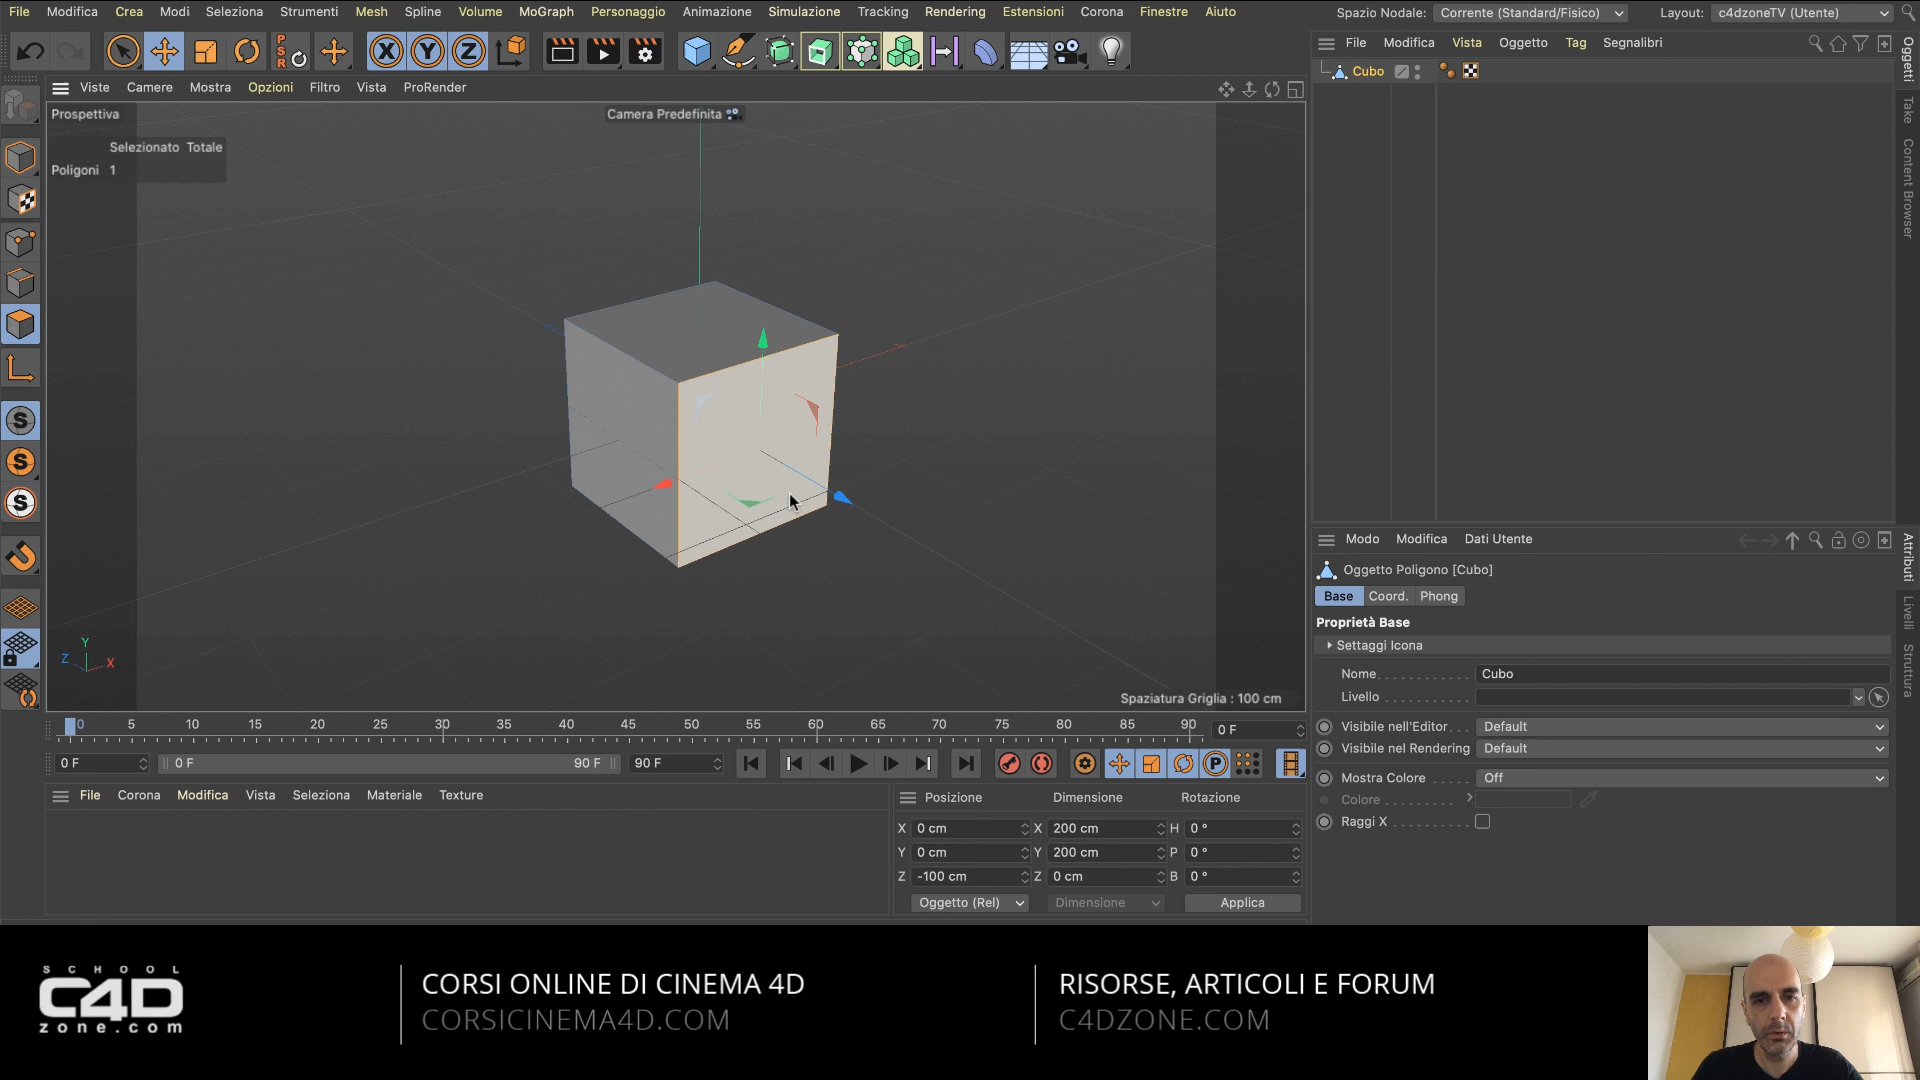 File Modifica Crea Modi Seleziona Strumenti Mesh Spline Volume MoGraph Personaggio Animazione Simulazione Tracking Rendering Estensioni Corona Finestre Aiuto Spazio Nodale: Corrente (Standard/Fisico) Layout: c4dzoneTV (Utente)
PSR X Y Z
File Modifica Vista Oggetto Tag Segnalibri
Cubo
Oggetti
Take
Content Browser
Viste Camere Mostra Opzioni Filtro Vista ProRender
Prospettiva
Camera Predefinita
Selezionato Totale
Poligoni 1
S
S
S
Y
Z X
Spaziatura Griglia : 100 cm
0 5 10 15 20 25 30 35 40 45 50 55 60 65 70 75 80 85 90 0 F
0 F 0 F 90 F 90 F P
File Corona Modifica Vista Seleziona Materiale Texture
Posizione Dimensione Rotazione
X 0 cm X 200 cm H 0 °
Y 0 cm Y 200 cm P 0 °
Z -100 cm Z 0 cm B 0 °
Oggetto (Rel) Dimensione Applica
Modo Modifica Dati Utente
Oggetto Poligono [Cubo]
Base Coord. Phong
Proprietà Base
Settaggi Icona
Nome . . . . . . . . . . . Cubo
Livello . . . . . . . . . . .
Visibile nell'Editor . . . Default
Visibile nel Rendering Default
Mostra Colore . . . . . Off
Colore . . . . . . . . . >
Raggi X . . . . . . . . . .
Attributi
Livelli
Struttura
SCHOOL
C4D
zone.com
CORSI ONLINE DI CINEMA 4D
CORSICINEMA4D.COM
RISORSE, ARTICOLI E FORUM
C4DZONE.COM